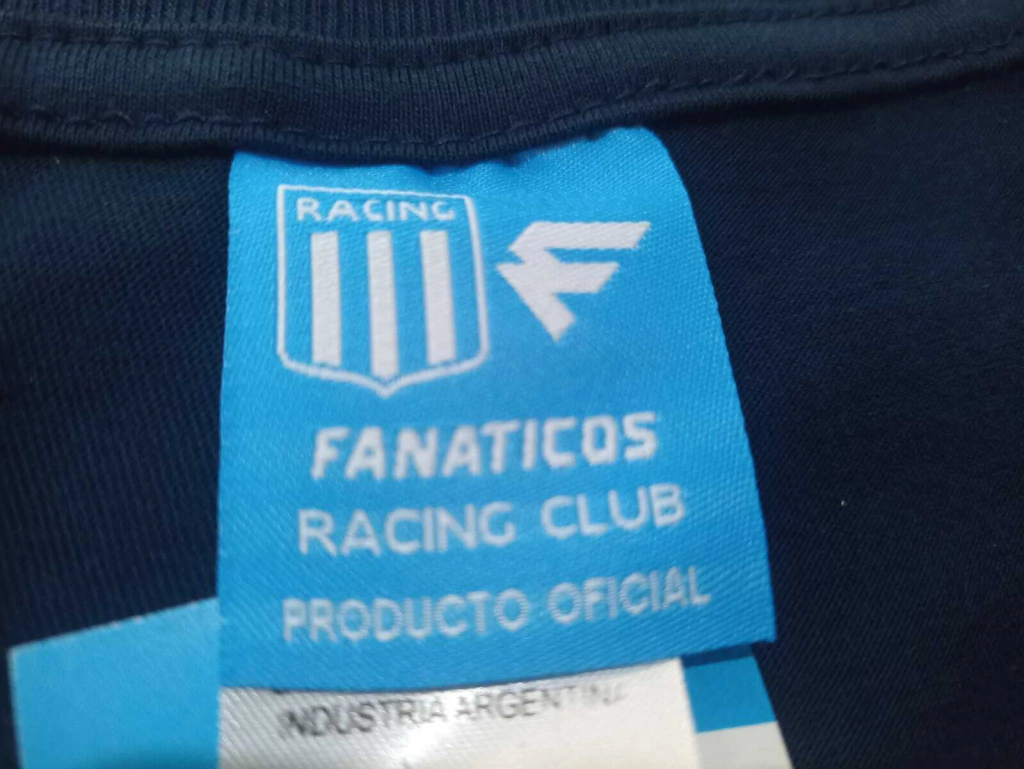 RACING
FANATICOS
RACING CLUB
PRODUCTO OFICIAL
INDUSTRIA ARGENTINA